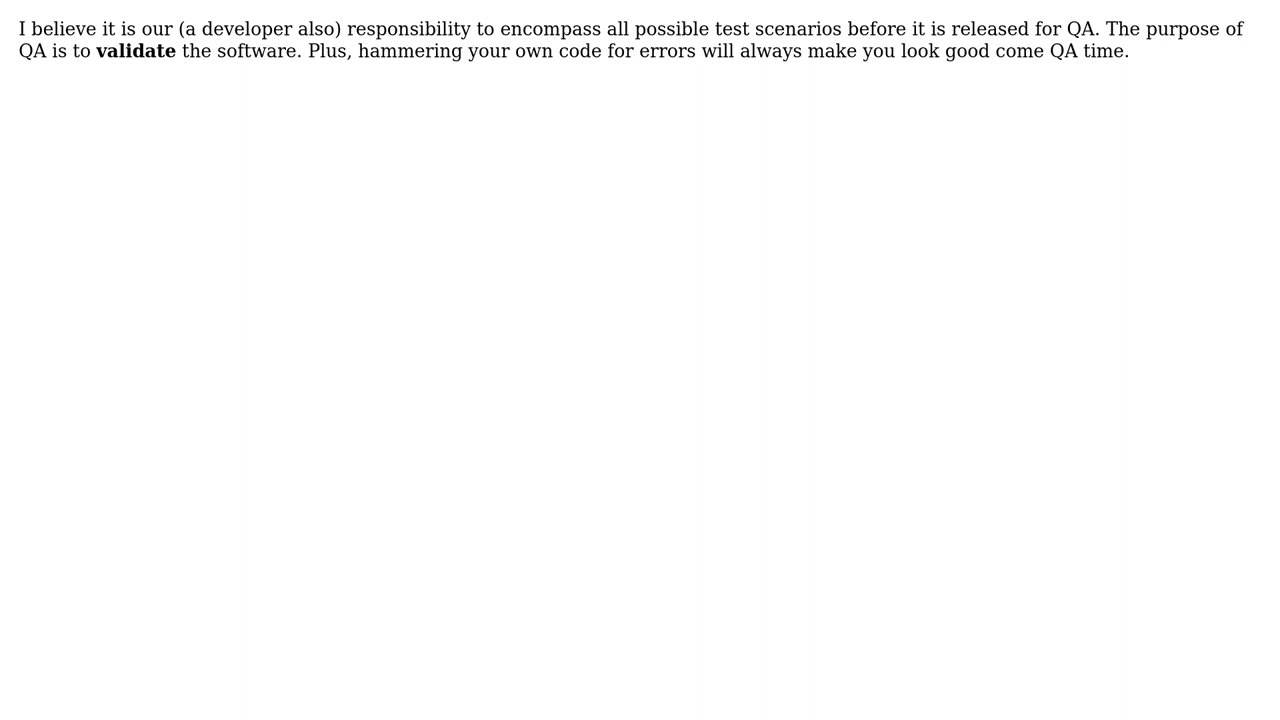 I believe it is our (a developer also) responsibility to encompass all possible test scenarios before it is released for QA. The purpose of
QA is to validate the software. Plus, hammering your own code for errors will always make you look good come QA time.